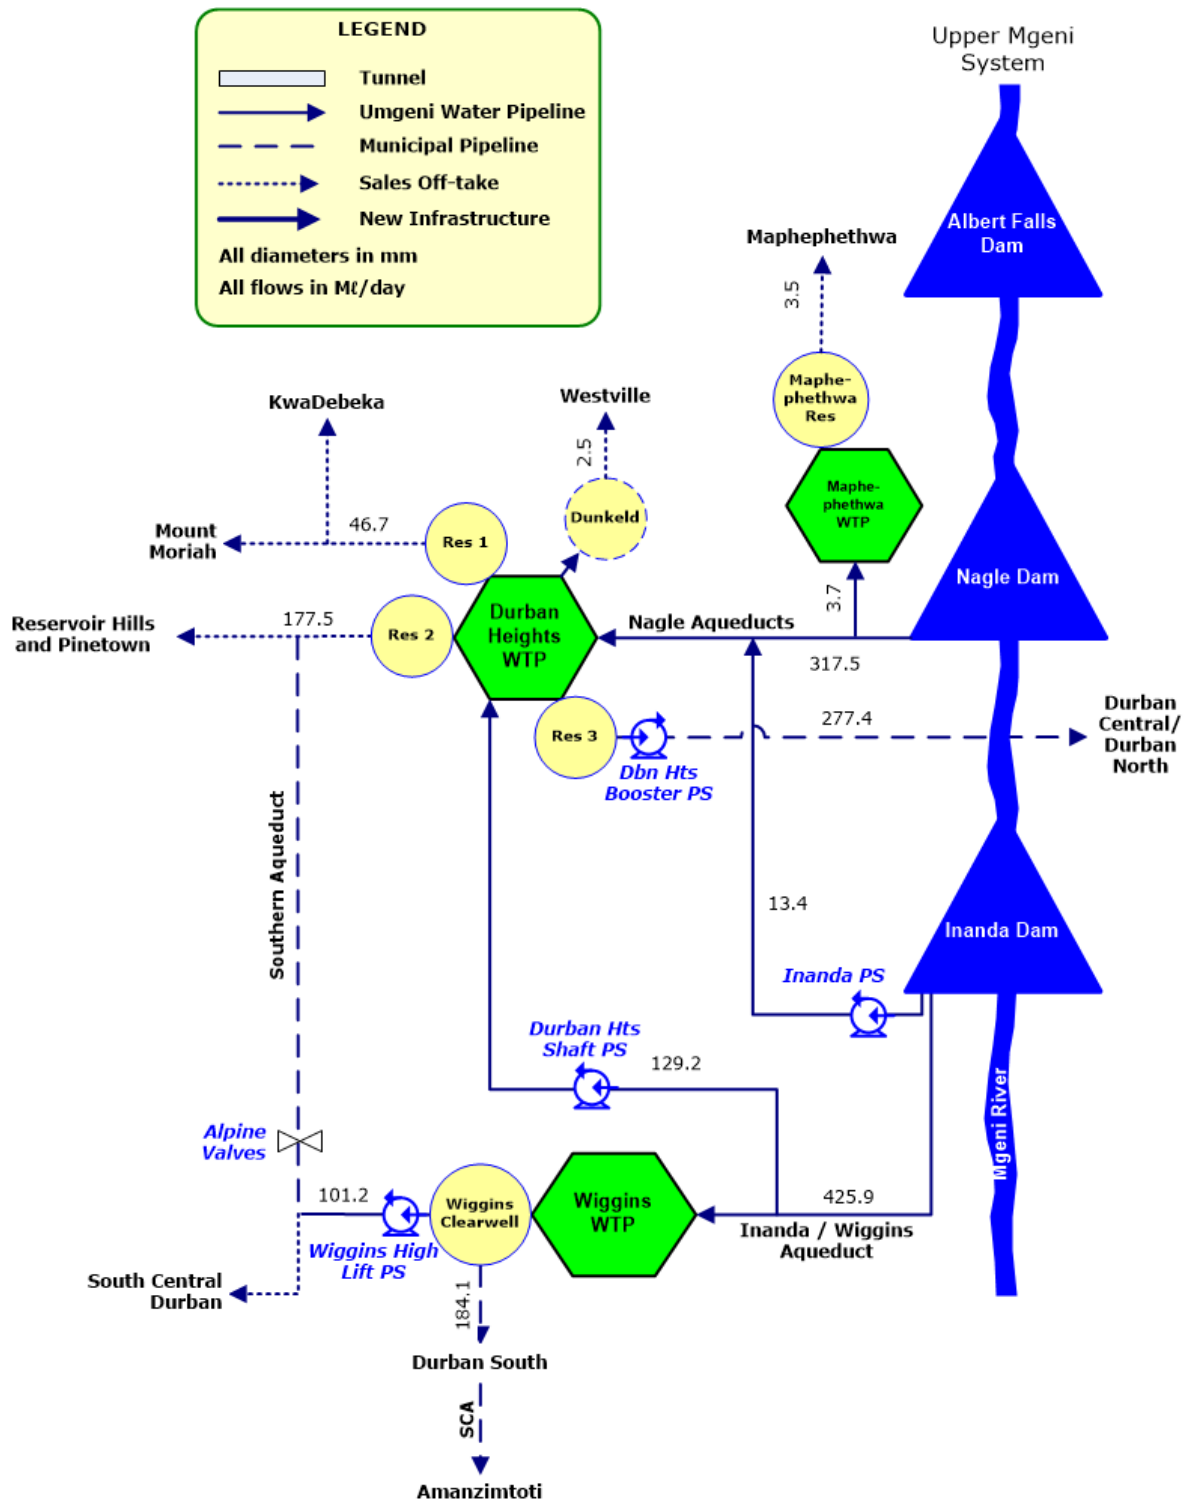 LEGEND
Tunnel
Umgeni Water Pipeline
Municipal Pipeline
Sales Off-take
New Infrastructure
All diameters in mm
All flows in Mℓ/day
Upper Mgeni
System
Albert Falls
Dam
Maphephethwa
3.5
Maphe-
phethwa
Res
Maphe-
phethwa
WTP
3.7
KwaDebeka
Westville
2.5
Dunkeld
Mount
Moriah
46.7
Res 1
Reservoir Hills
and Pinetown
177.5
Res 2
Durban
Heights
WTP
Nagle Aqueducts
317.5
Nagle Dam
Res 3
Dbn Hts
Booster PS
277.4
Durban
Central/
Durban
North
Southern Aqueduct
13.4
Inanda Dam
Inanda PS
Durban Hts
Shaft PS
129.2
Mgeni River
Alpine
Valves
101.2
Wiggins High
Lift PS
Wiggins
Clearwell
Wiggins
WTP
425.9
Inanda / Wiggins
Aqueduct
South Central
Durban
184.1
Durban South
SCA
Amanzimtoti